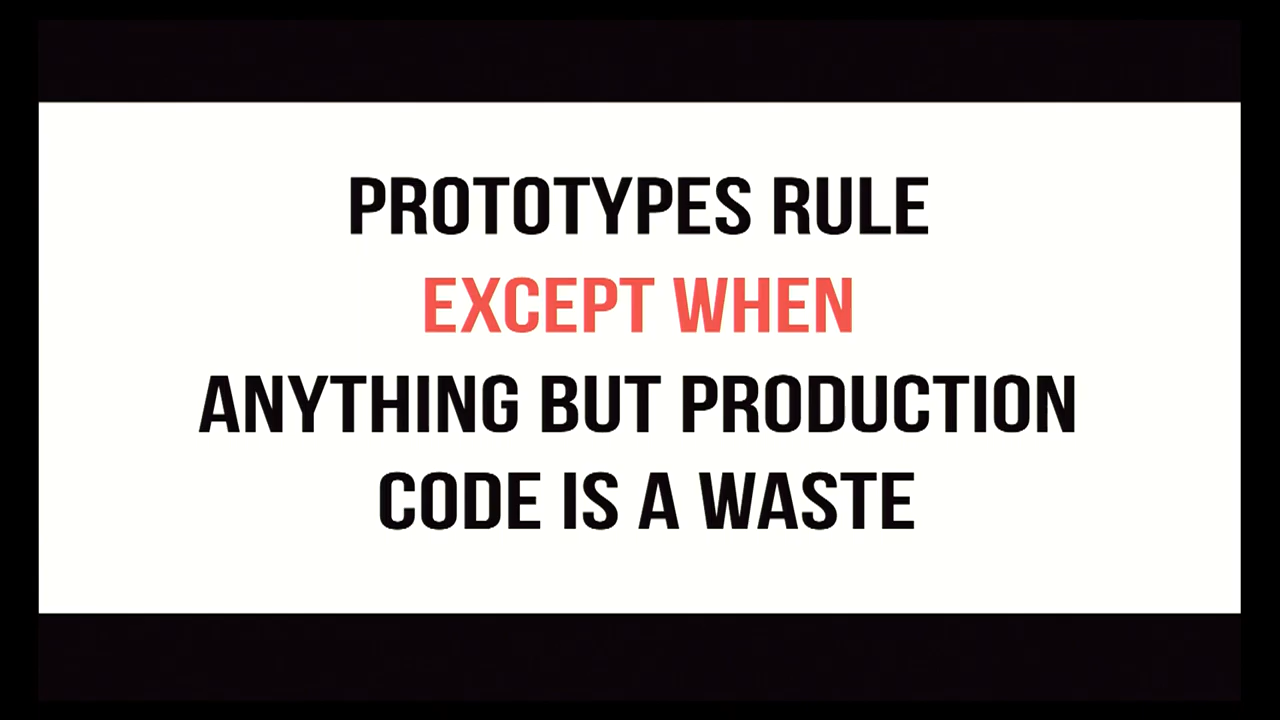 PROTOTYPES RULE
EXCEPT WHEN
ANYTHING BUT PRODUCTION
CODE IS A WASTE